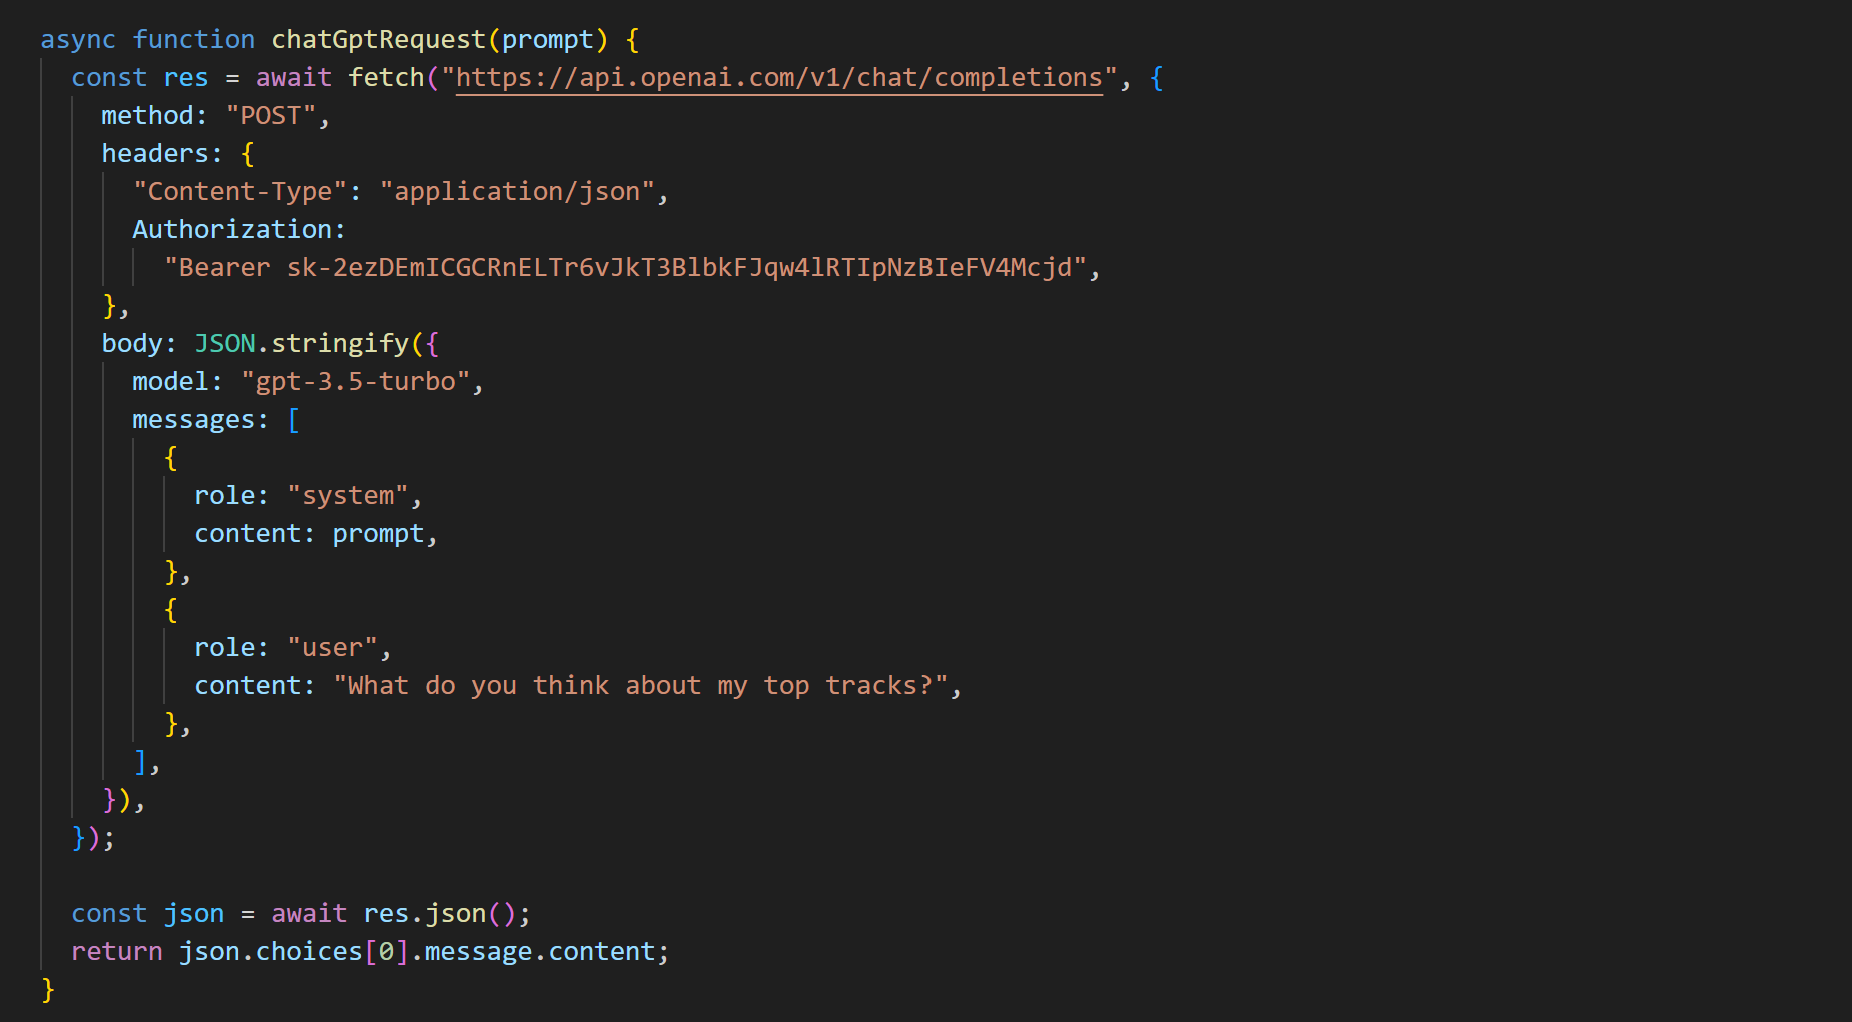 async function chatGptRequest(prompt) {
const res = await fetch("https://api.openai.com/v1/chat/completions", {
method: "POST",
headers: {
"Content-Type": "application/json",
Authorization:
"Bearer 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",
},
body: JSON.stringify({
model: "gpt-3.5-turbo",
messages: [
{
role: "system",
content: prompt,
},
{
role: "user",
content: "What do you think about my top tracks?",
},
],
}),
});
const json = await res.json();
return json.choices[0].message.content;
}